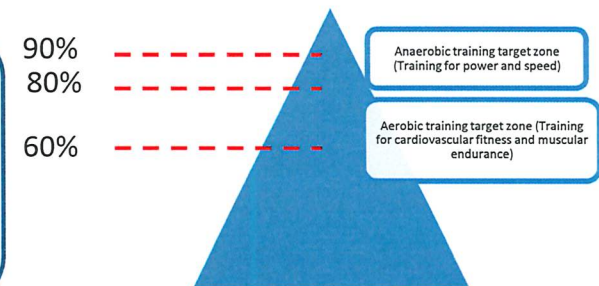 90%
80%
60%
Anaerobic training target zone
(Training for power and speed)
Aerobic training target zone (Training
for cardiovascular fitness and muscular
endurance)